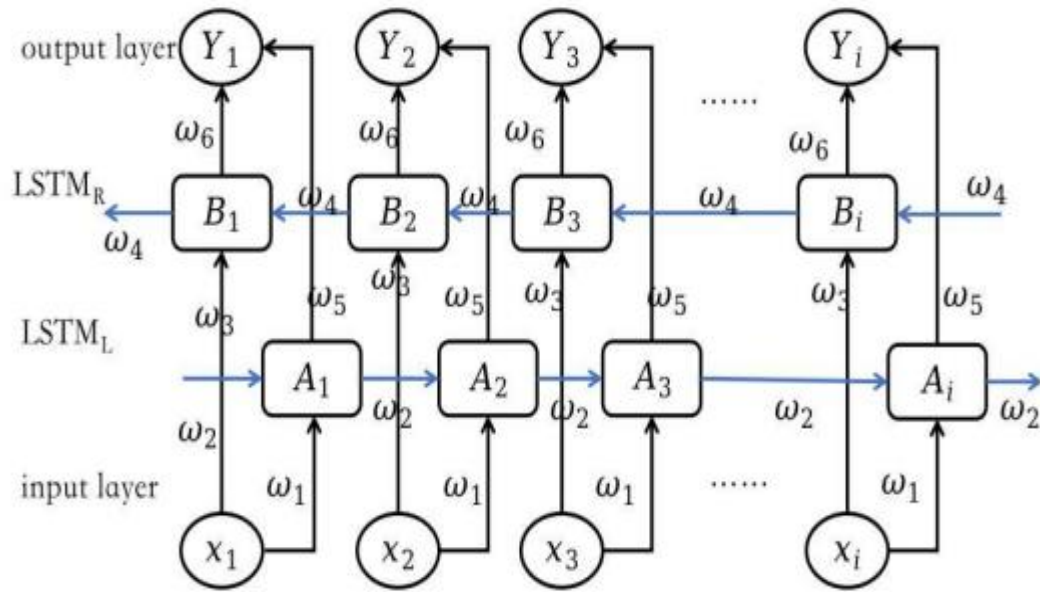 output layer Y₁ Y₂ Y₃ Yᵢ
......
ω₆ ω₆ ω₆ ω₆
LSTM_R ω₄ ω₄ ω₄ ω₄
B₁ B₂ B₃ Bᵢ
ω₄
ω₃ ω₃ ω₃ ω₃
ω₅ ω₅ ω₅ ω₅
LSTM_L
A₁ A₂ A₃ Aᵢ
ω₂ ω₂ ω₂ ω₂ ω₂
input layer ω₁ ω₁ ω₁ ...... ω₁
x₁ x₂ x₃ xᵢ